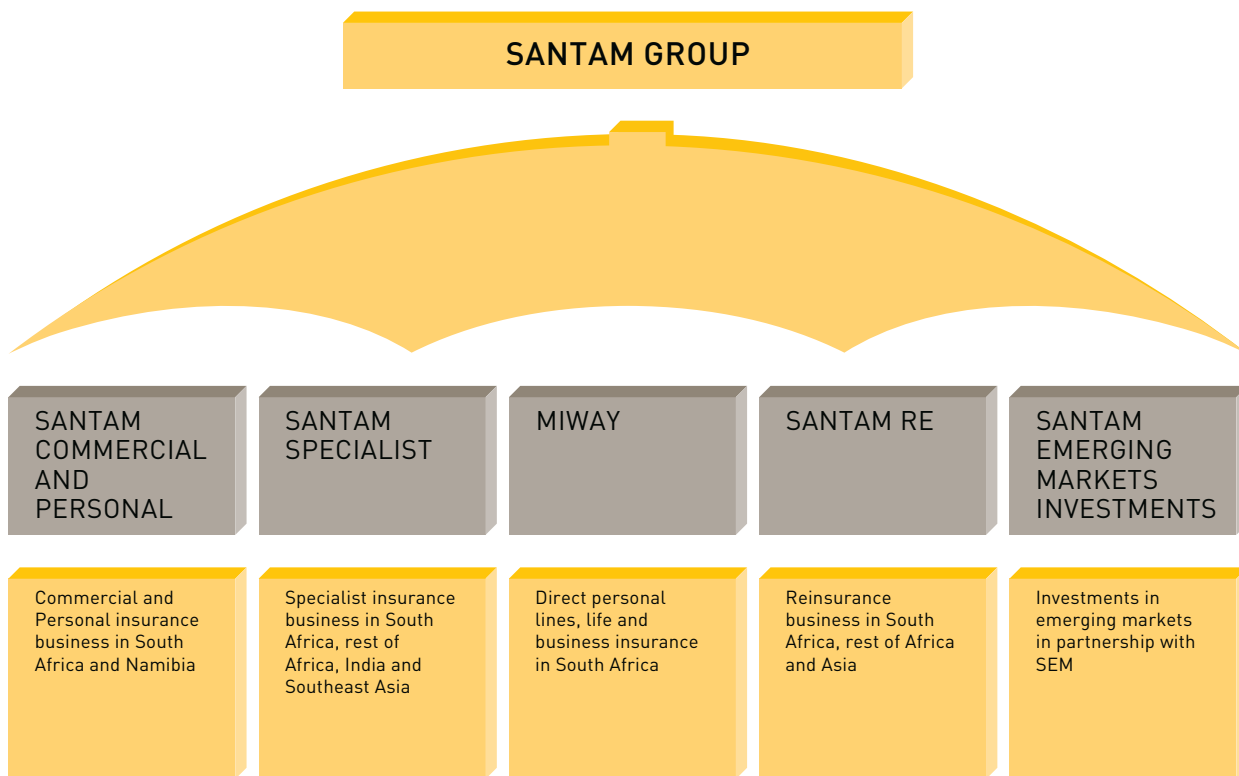 SANTAM GROUP
SANTAM
COMMERCIAL
AND
PERSONAL
SANTAM
SPECIALIST
MIWAY
SANTAM RE
SANTAM
EMERGING
MARKETS
INVESTMENTS
Commercial and
Personal insurance
business in South
Africa and Namibia
Specialist insurance
business in South
Africa, rest of
Africa, India and
Southeast Asia
Direct personal
lines, life and
business insurance
in South Africa
Reinsurance
business in South
Africa, rest of Africa
and Asia
Investments in
emerging markets
in partnership with
SEM